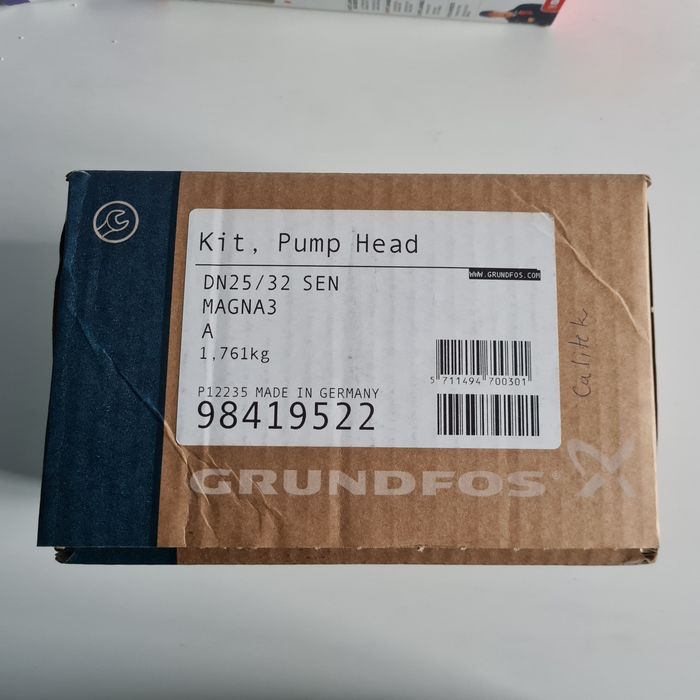 Kit, Pump Head
WWW.GRUNDFOS.COM
DN25/32 SEN
MAGNA3
A
1,761kg
5 711494 700301
P12235 MADE IN GERMANY
98419522
GRUNDFOS
Calitek